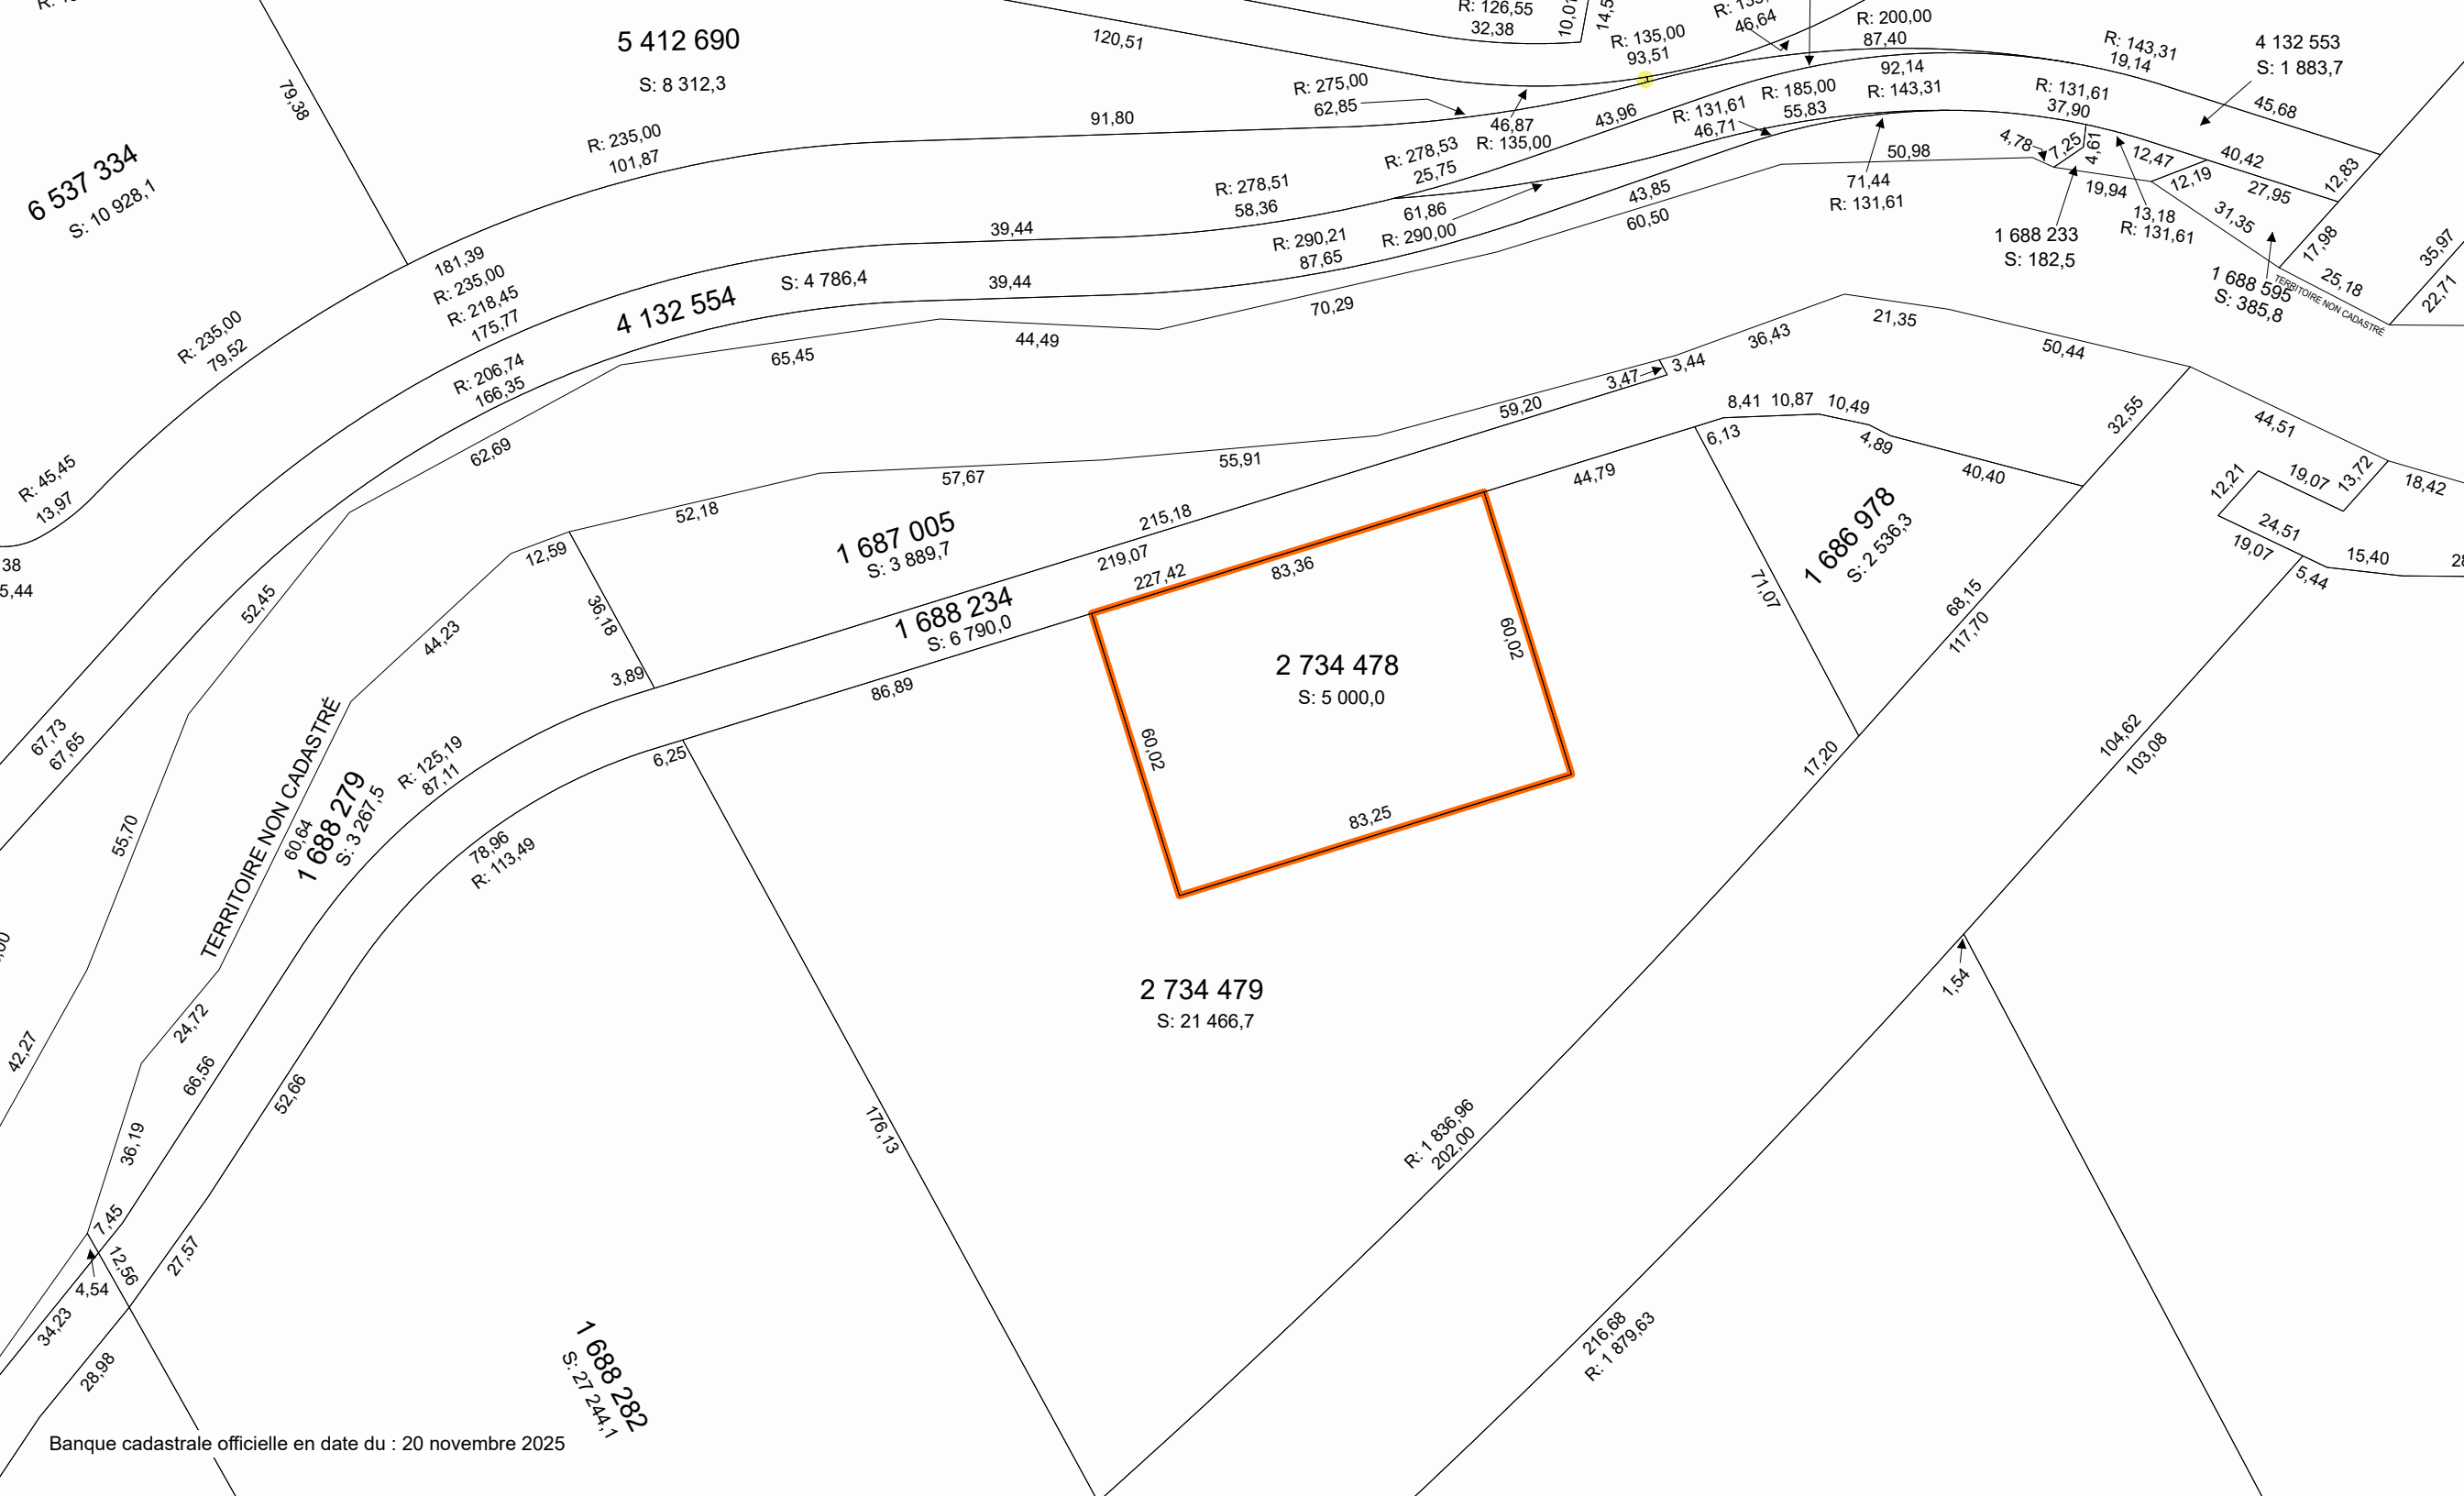 R: 126,55
32,38
10,01
R: 135,00
93,51
46,64
R: 200,00
87,40
R: 143,31
19,14
4 132 553
S: 1 883,7
5 412 690
S: 8 312,3
120,51
79,38
R: 275,00
62,85
91,80
46,87
R: 135,00
43,96
R: 131,61
46,71
R: 185,00
55,83
92,14
R: 143,31
R: 131,61
37,90
45,68
6 537 334
S: 10 928,1
R: 235,00
101,87
R: 278,53
25,75
50,98
4,78
7,25
4,61
12,47
40,42
12,83
R: 278,51
58,36
39,44
61,86
R: 290,00
43,85
60,50
71,44
R: 131,61
19,94
12,19
27,95
13,18
R: 131,61
31,35
17,98
1 688 233
S: 182,5
1 688 595
S: 385,8
TERRITOIRE NON CADASTRÉ
25,18
35,97
22,71
181,39
R: 235,00
R: 218,45
175,77
R: 290,21
87,65
4 132 554
S: 4 786,4
39,44
70,29
R: 235,00
79,52
R: 206,74
166,35
65,45
44,49
36,43
21,35
50,44
3,47
3,44
59,20
62,69
57,67
55,91
52,18
8,41
10,87
10,49
6,13
4,89
40,40
32,55
44,51
R: 45,45
13,97
38
5,44
12,59
1 687 005
S: 3 889,7
215,18
219,07
227,42
83,36
44,79
12,21
19,07
13,72
18,42
24,51
19,07
15,40
5,44
52,45
44,23
36,18
3,89
1 688 234
S: 6 790,0
86,89
60,02
71,07
1 686 978
S: 2 536,3
68,15
117,70
2 734 478
S: 5 000,0
60,02
83,25
17,20
104,62
103,08
67,73
67,65
6,25
R: 125,19
87,11
TERRITOIRE NON CADASTRÉ
60,64
1 688 279
S: 3 267,5
78,96
R: 113,49
55,70
2 734 479
S: 21 466,7
1,54
42,27
24,72
66,56
52,66
36,19
176,13
R: 1 836,96
202,00
7,45
12,56
4,54
27,57
34,23
28,98
1 688 282
S: 27 244,1
216,68
R: 1 879,63
Banque cadastrale officielle en date du : 20 novembre 2025